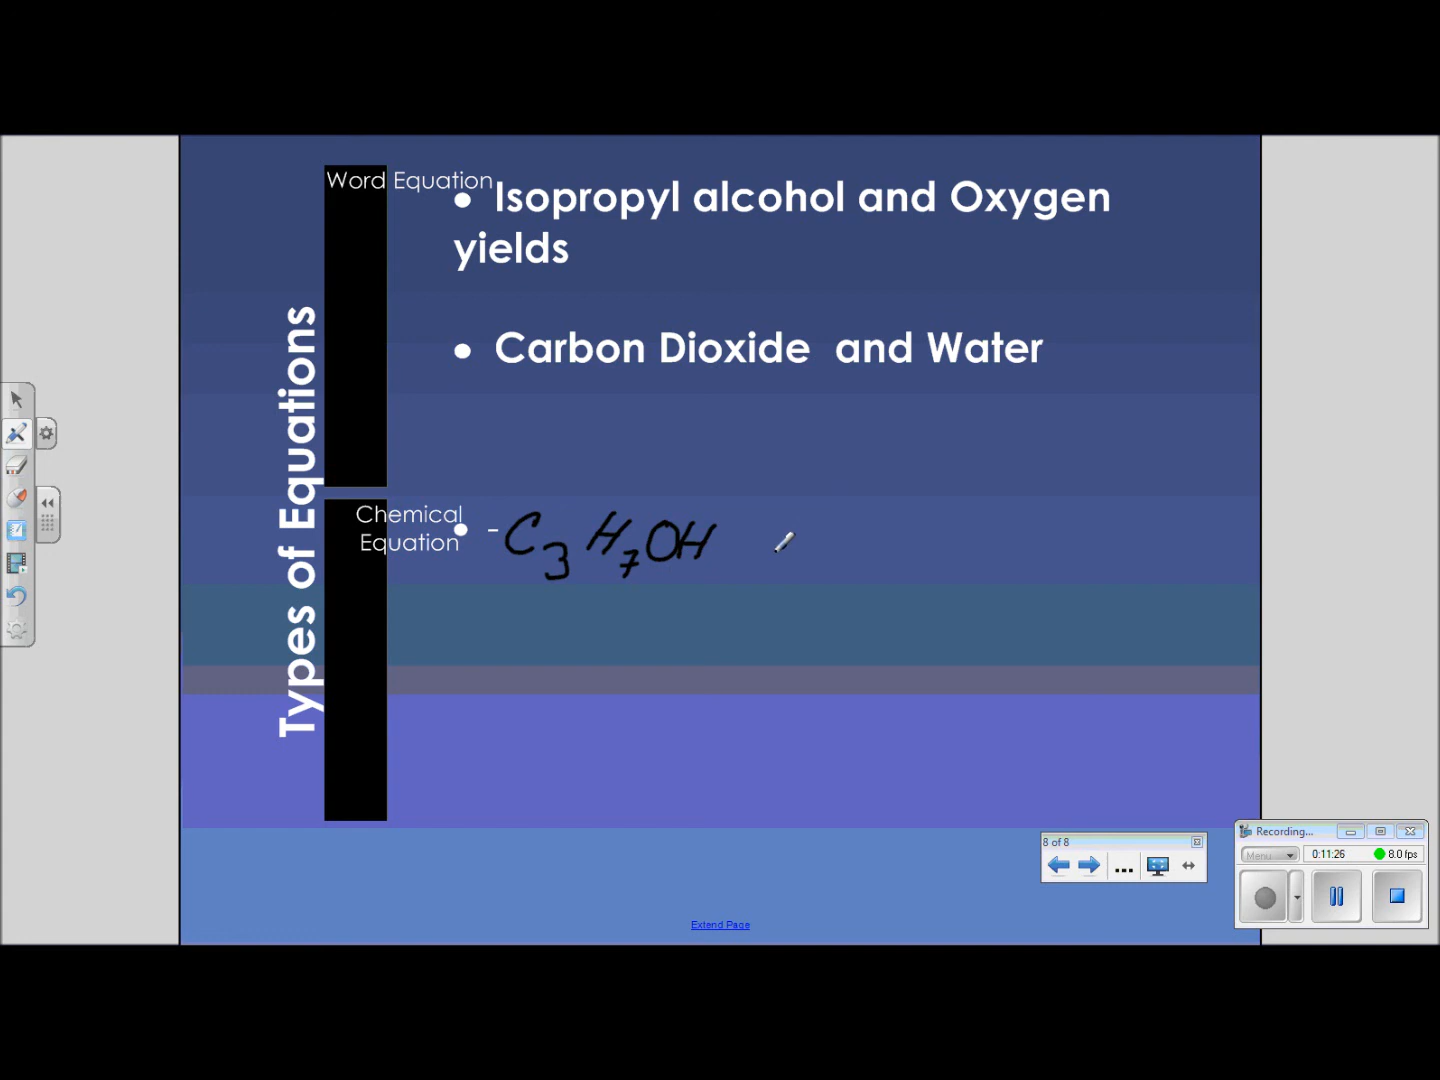 Word Equation
• Isopropyl alcohol and Oxygen
yields
• Carbon Dioxide and Water
Types of Equations
Chemical
Equation
• -C3H7OH
8 of 8
...
Extend Page
Recording...
Menu
0:11:26
8.0 fps